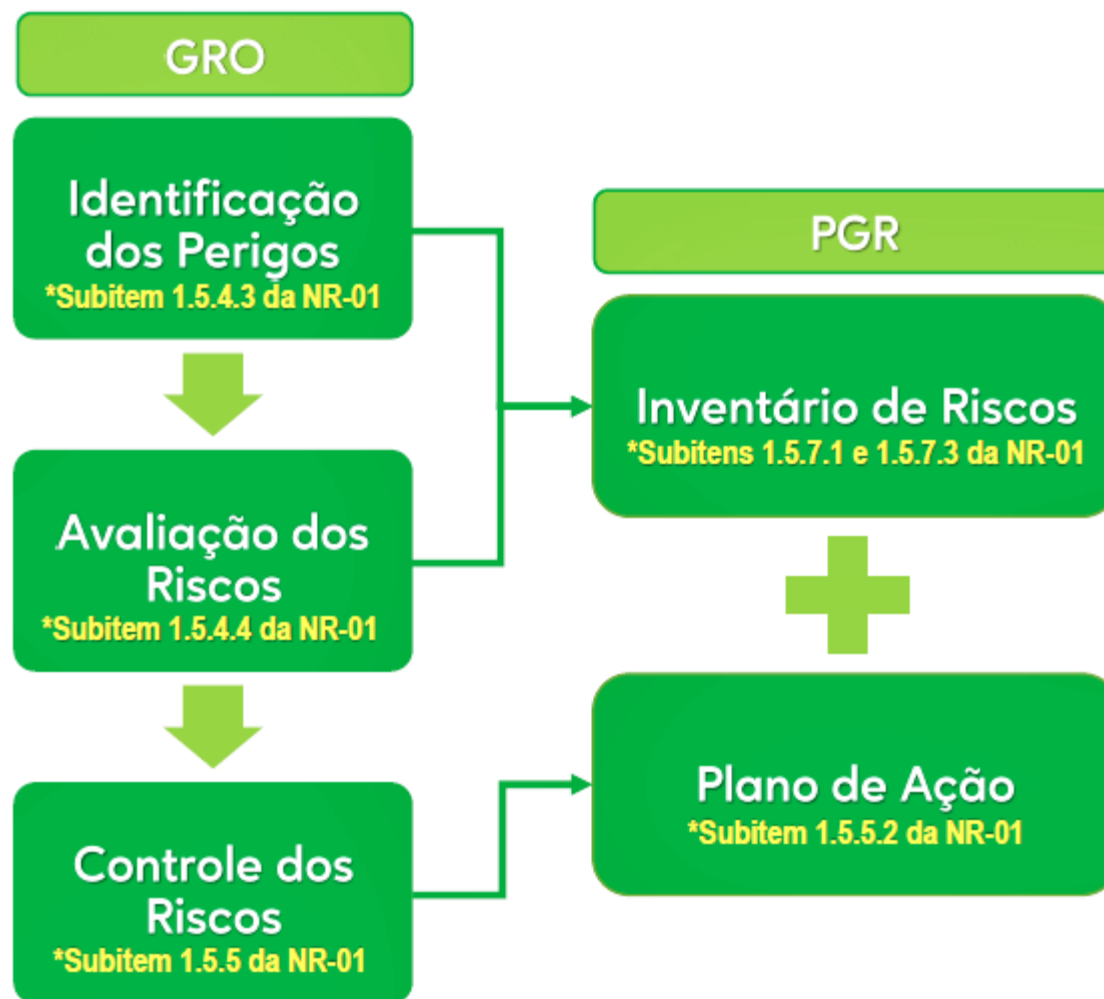 GRO
Identificação
dos Perigos
*Subitem 1.5.4.3 da NR-01
Avaliação dos
Riscos
*Subitem 1.5.4.4 da NR-01
Controle dos
Riscos
*Subitem 1.5.5 da NR-01
PGR
Inventário de Riscos
*Subitens 1.5.7.1 e 1.5.7.3 da NR-01
Plano de Ação
*Subitem 1.5.5.2 da NR-01